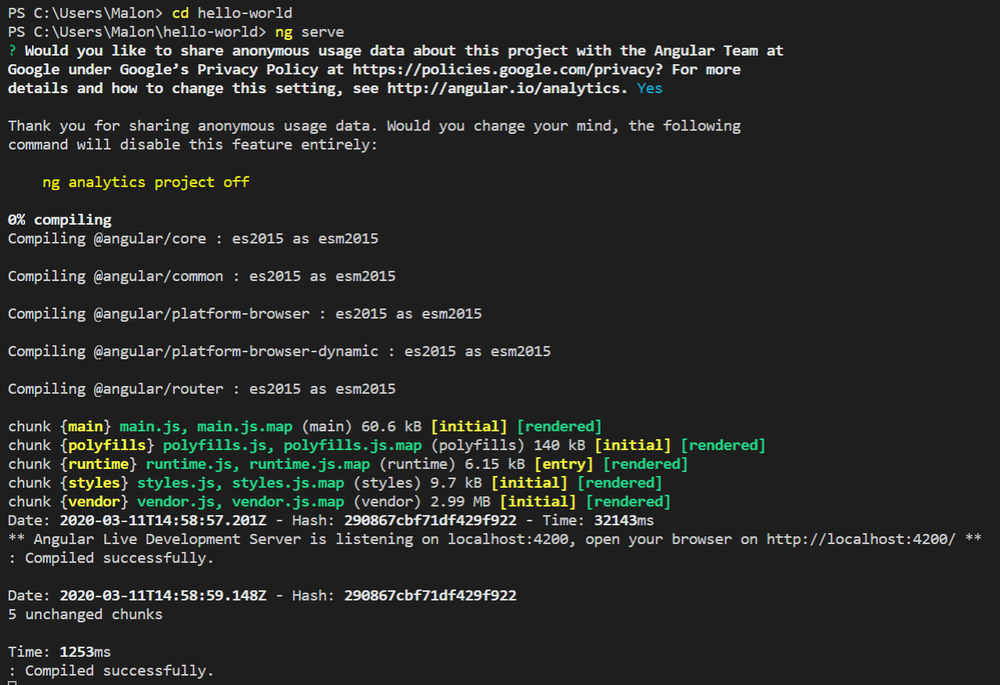 PS C:\Users\Malon> cd hello-world
PS C:\Users\Malon\hello-world> ng serve
? Would you like to share anonymous usage data about this project with the Angular Team at
Google under Google’s Privacy Policy at https://policies.google.com/privacy? For more
details and how to change this setting, see http://angular.io/analytics. Yes
Thank you for sharing anonymous usage data. Would you change your mind, the following
command will disable this feature entirely:
ng analytics project off
0% compiling
Compiling @angular/core : es2015 as esm2015
Compiling @angular/common : es2015 as esm2015
Compiling @angular/platform-browser : es2015 as esm2015
Compiling @angular/platform-browser-dynamic : es2015 as esm2015
Compiling @angular/router : es2015 as esm2015
chunk {main} main.js, main.js.map (main) 60.6 kB [initial] [rendered]
chunk {polyfills} polyfills.js, polyfills.js.map (polyfills) 140 kB [initial] [rendered]
chunk {runtime} runtime.js, runtime.js.map (runtime) 6.15 kB [entry] [rendered]
chunk {styles} styles.js, styles.js.map (styles) 9.7 kB [initial] [rendered]
chunk {vendor} vendor.js, vendor.js.map (vendor) 2.99 MB [initial] [rendered]
Date: 2020-03-11T14:58:57.201Z - Hash: 290867cbf71df429f922 - Time: 32143ms
** Angular Live Development Server is listening on localhost:4200, open your browser on http://localhost:4200/ **
: Compiled successfully.
Date: 2020-03-11T14:58:59.148Z - Hash: 290867cbf71df429f922
5 unchanged chunks
Time: 1253ms
: Compiled successfully.